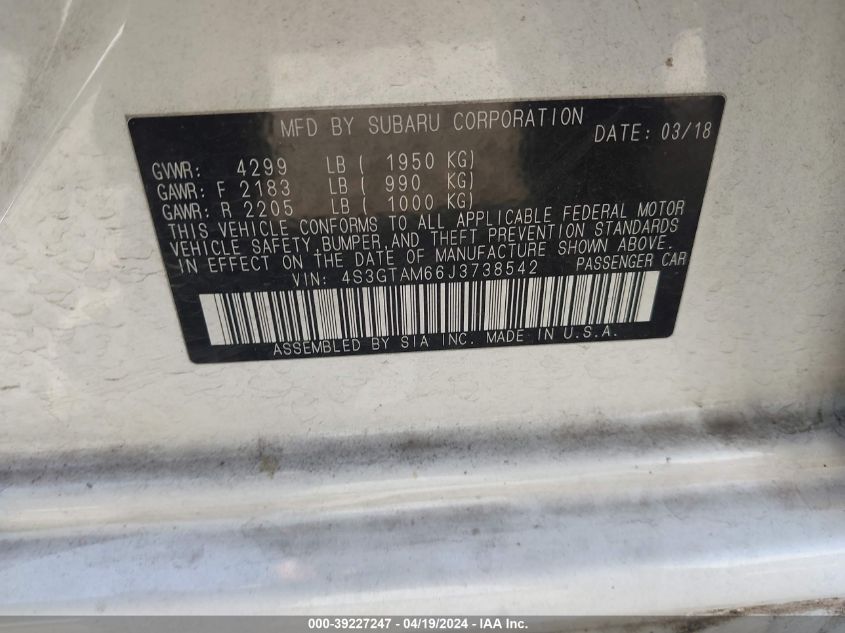 MFD BY SUBARU CORPORATION DATE: 03/18
GVWR: 4299 LB ( 1950 KG)
GAWR: F 2183 LB ( 990 KG)
GAWR: R 2205 LB ( 1000 KG)
THIS VEHICLE CONFORMS TO ALL APPLICABLE FEDERAL MOTOR
VEHICLE SAFETY,BUMPER,AND THEFT PREVENTION STANDARDS
IN EFFECT ON THE DATE OF MANUFACTURE SHOWN ABOVE.
VIN: 4S3GTAM66J3738542 PASSENGER CAR
ASSEMBLED BY SIA INC. MADE IN U.S.A.
000-39227247 - 04/19/2024 - IAA Inc.